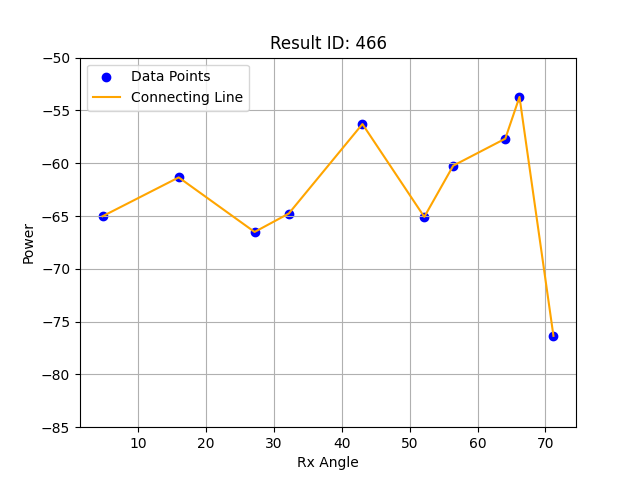 Result ID: 466
Data Points
Connecting Line
Power
−50
−55
−60
−65
−70
−75
−80
−85
10 20 30 40 50 60 70
Rx Angle